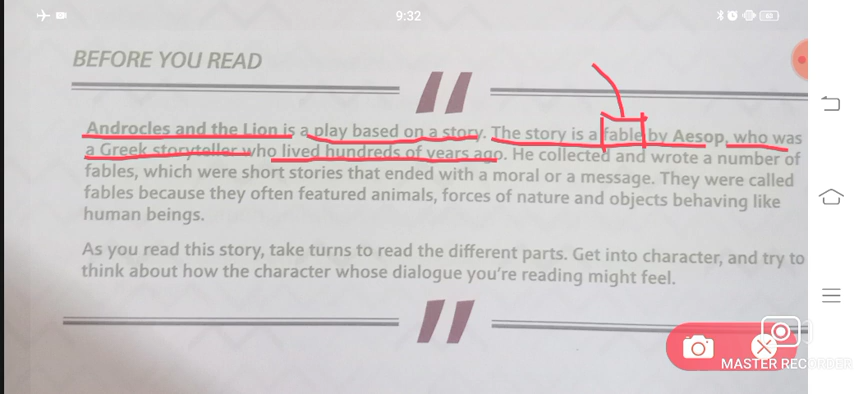 9:32
BEFORE YOU READ
Androcles and the Lion is a play based on a story. The story is a fable by Aesop, who was
a Greek storyteller who lived hundreds of years ago. He collected and wrote a number of
fables, which were short stories that ended with a moral or a message. They were called
fables because they often featured animals, forces of nature and objects behaving like
human beings.
As you read this story, take turns to read the different parts. Get into character, and try to
think about how the character whose dialogue you're reading might feel.
MASTER RECORDER